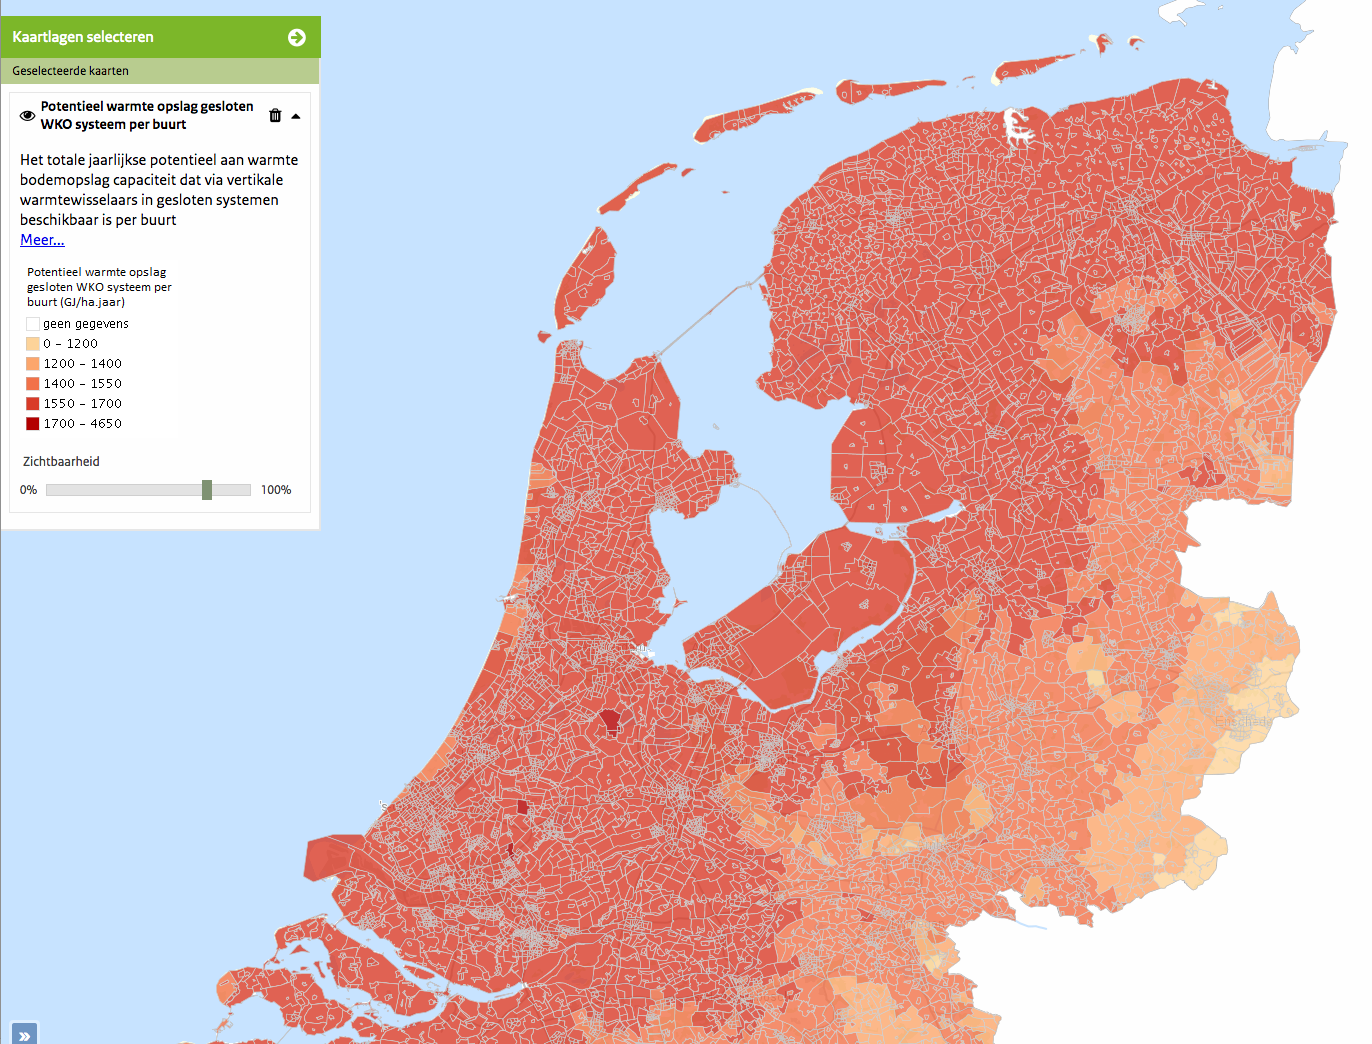 Kaartlagen selecteren
Geselecteerde kaarten
Potentieel warmte opslag gesloten
WKO systeem per buurt
Het totale jaarlijkse potentieel aan warmte
bodemopslag capaciteit dat via vertikale
warmtewisselaars in gesloten systemen
beschikbaar is per buurt
Meer...
Potentieel warmte opslag
gesloten WKO systeem per
buurt (GJ/ha.jaar)
geen gegevens
0 - 1200
1200 - 1400
1400 - 1550
1550 - 1700
1700 - 4650
Zichtbaarheid
0% 100%